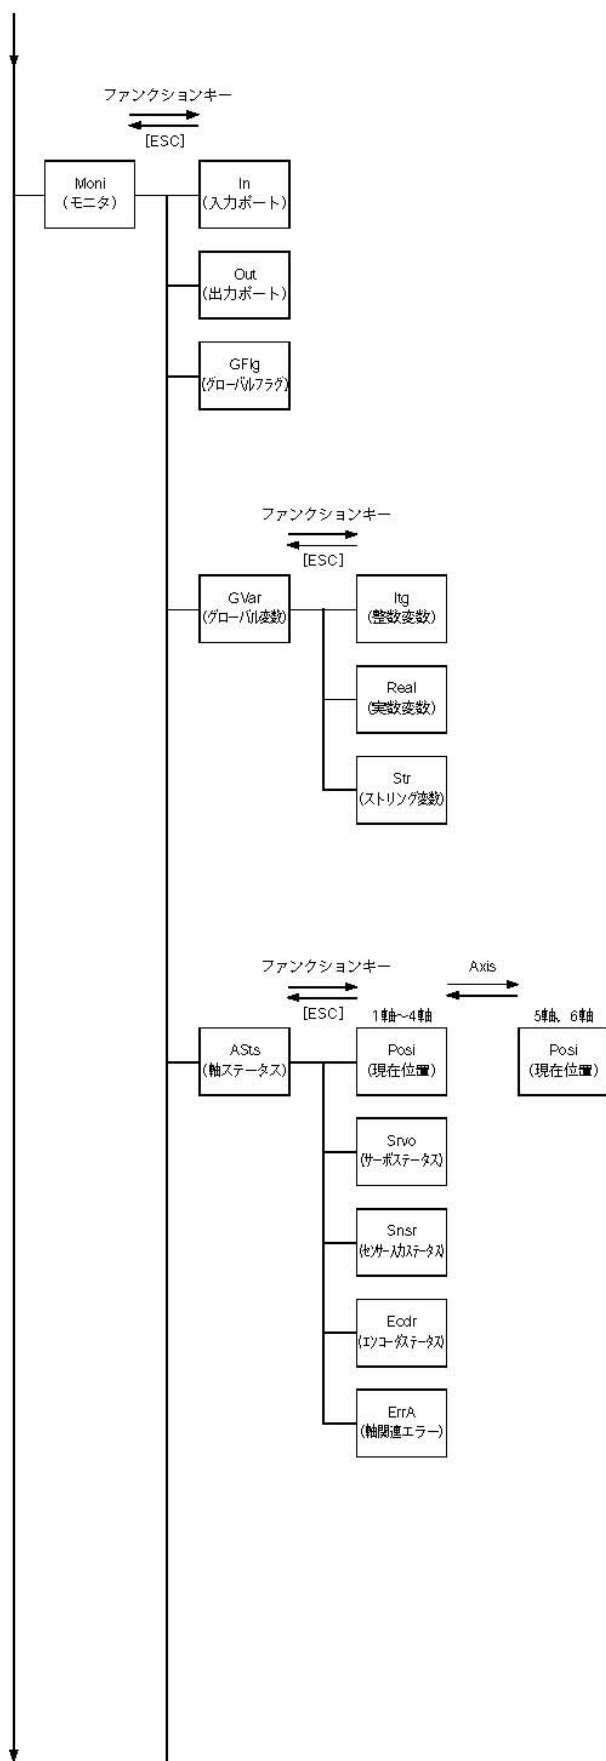 ファンクションキー
[ESC]
Moni
(モニタ)
In
(入力ポート)
Out
(出力ポート)
GFlg
(グローバルフラグ)
ファンクションキー
[ESC]
GVar
(グローバル変数)
Itg
(整数変数)
Real
(実数変数)
Str
(ストリング変数)
ファンクションキー
[ESC]
Axis
1軸～4軸
5軸、6軸
ASts
(軸ステータス)
Posi
(現在位置)
Posi
(現在位置)
Srvo
(サーボステータス)
Snsr
(センサー入力ステータス)
Ecdr
(エンコーダステータス)
ErrA
(軸関連エラー)